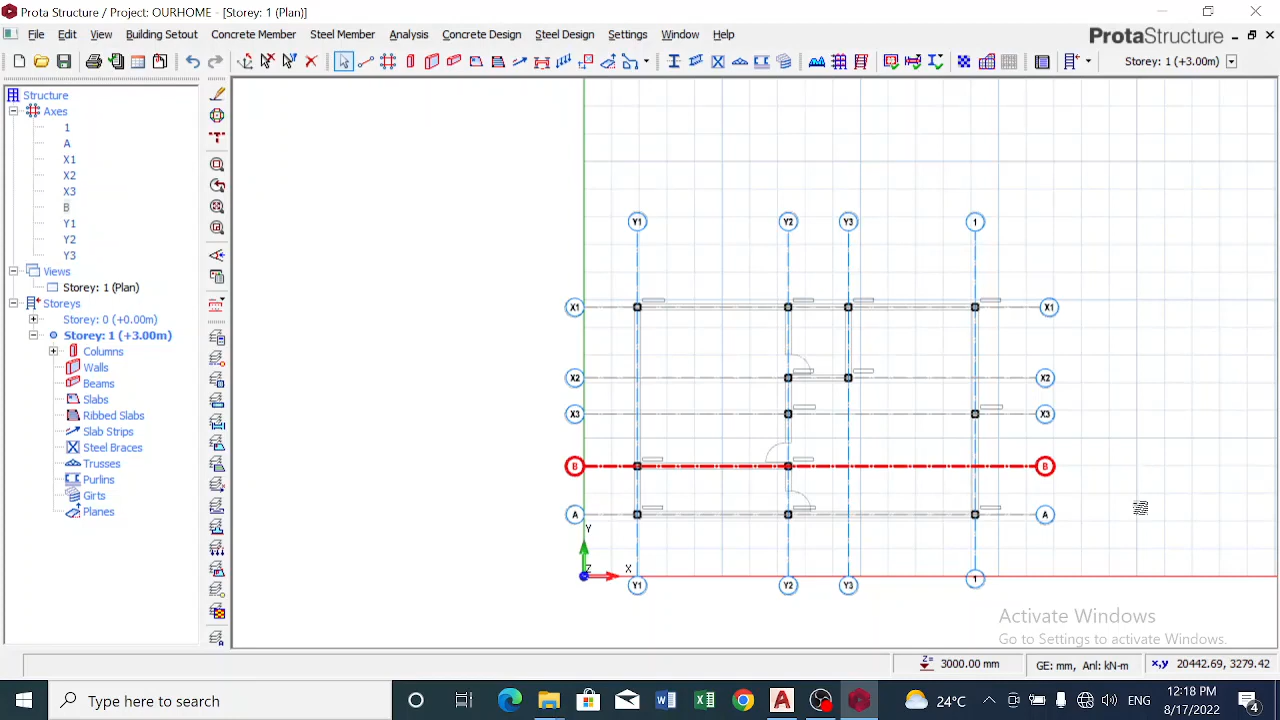 Prota Structure : OURHOME - [Storey: 1 (Plan)]
File Edit View Building Setout Concrete Member Steel Member Analysis Concrete Design Steel Design Settings Window Help ProtaStructure
Storey: 1 (+3.00m)
Structure
Axes
1
A
X1
X2
X3
B
Y1
Y2
Y3
Views
Storey: 1 (Plan)
Storeys
Storey: 0 (+0.00m)
Storey: 1 (+3.00m)
Columns
Walls
Beams
Slabs
Ribbed Slabs
Slab Strips
Steel Braces
Trusses
Purlins
Girts
Planes
Y1 Y2 Y3 1
X1 X1
X2 X2
X3 X3
B B
A A
Y
Z X
Y1 Y2 Y3 1
Activate Windows
Go to Settings to activate Windows.
Z= 3000.00 mm GE: mm, Anl: kN-m x,y 20442.69, 3279.42
Type here to search
24°C ENG 12:38 PM 8/17/2022